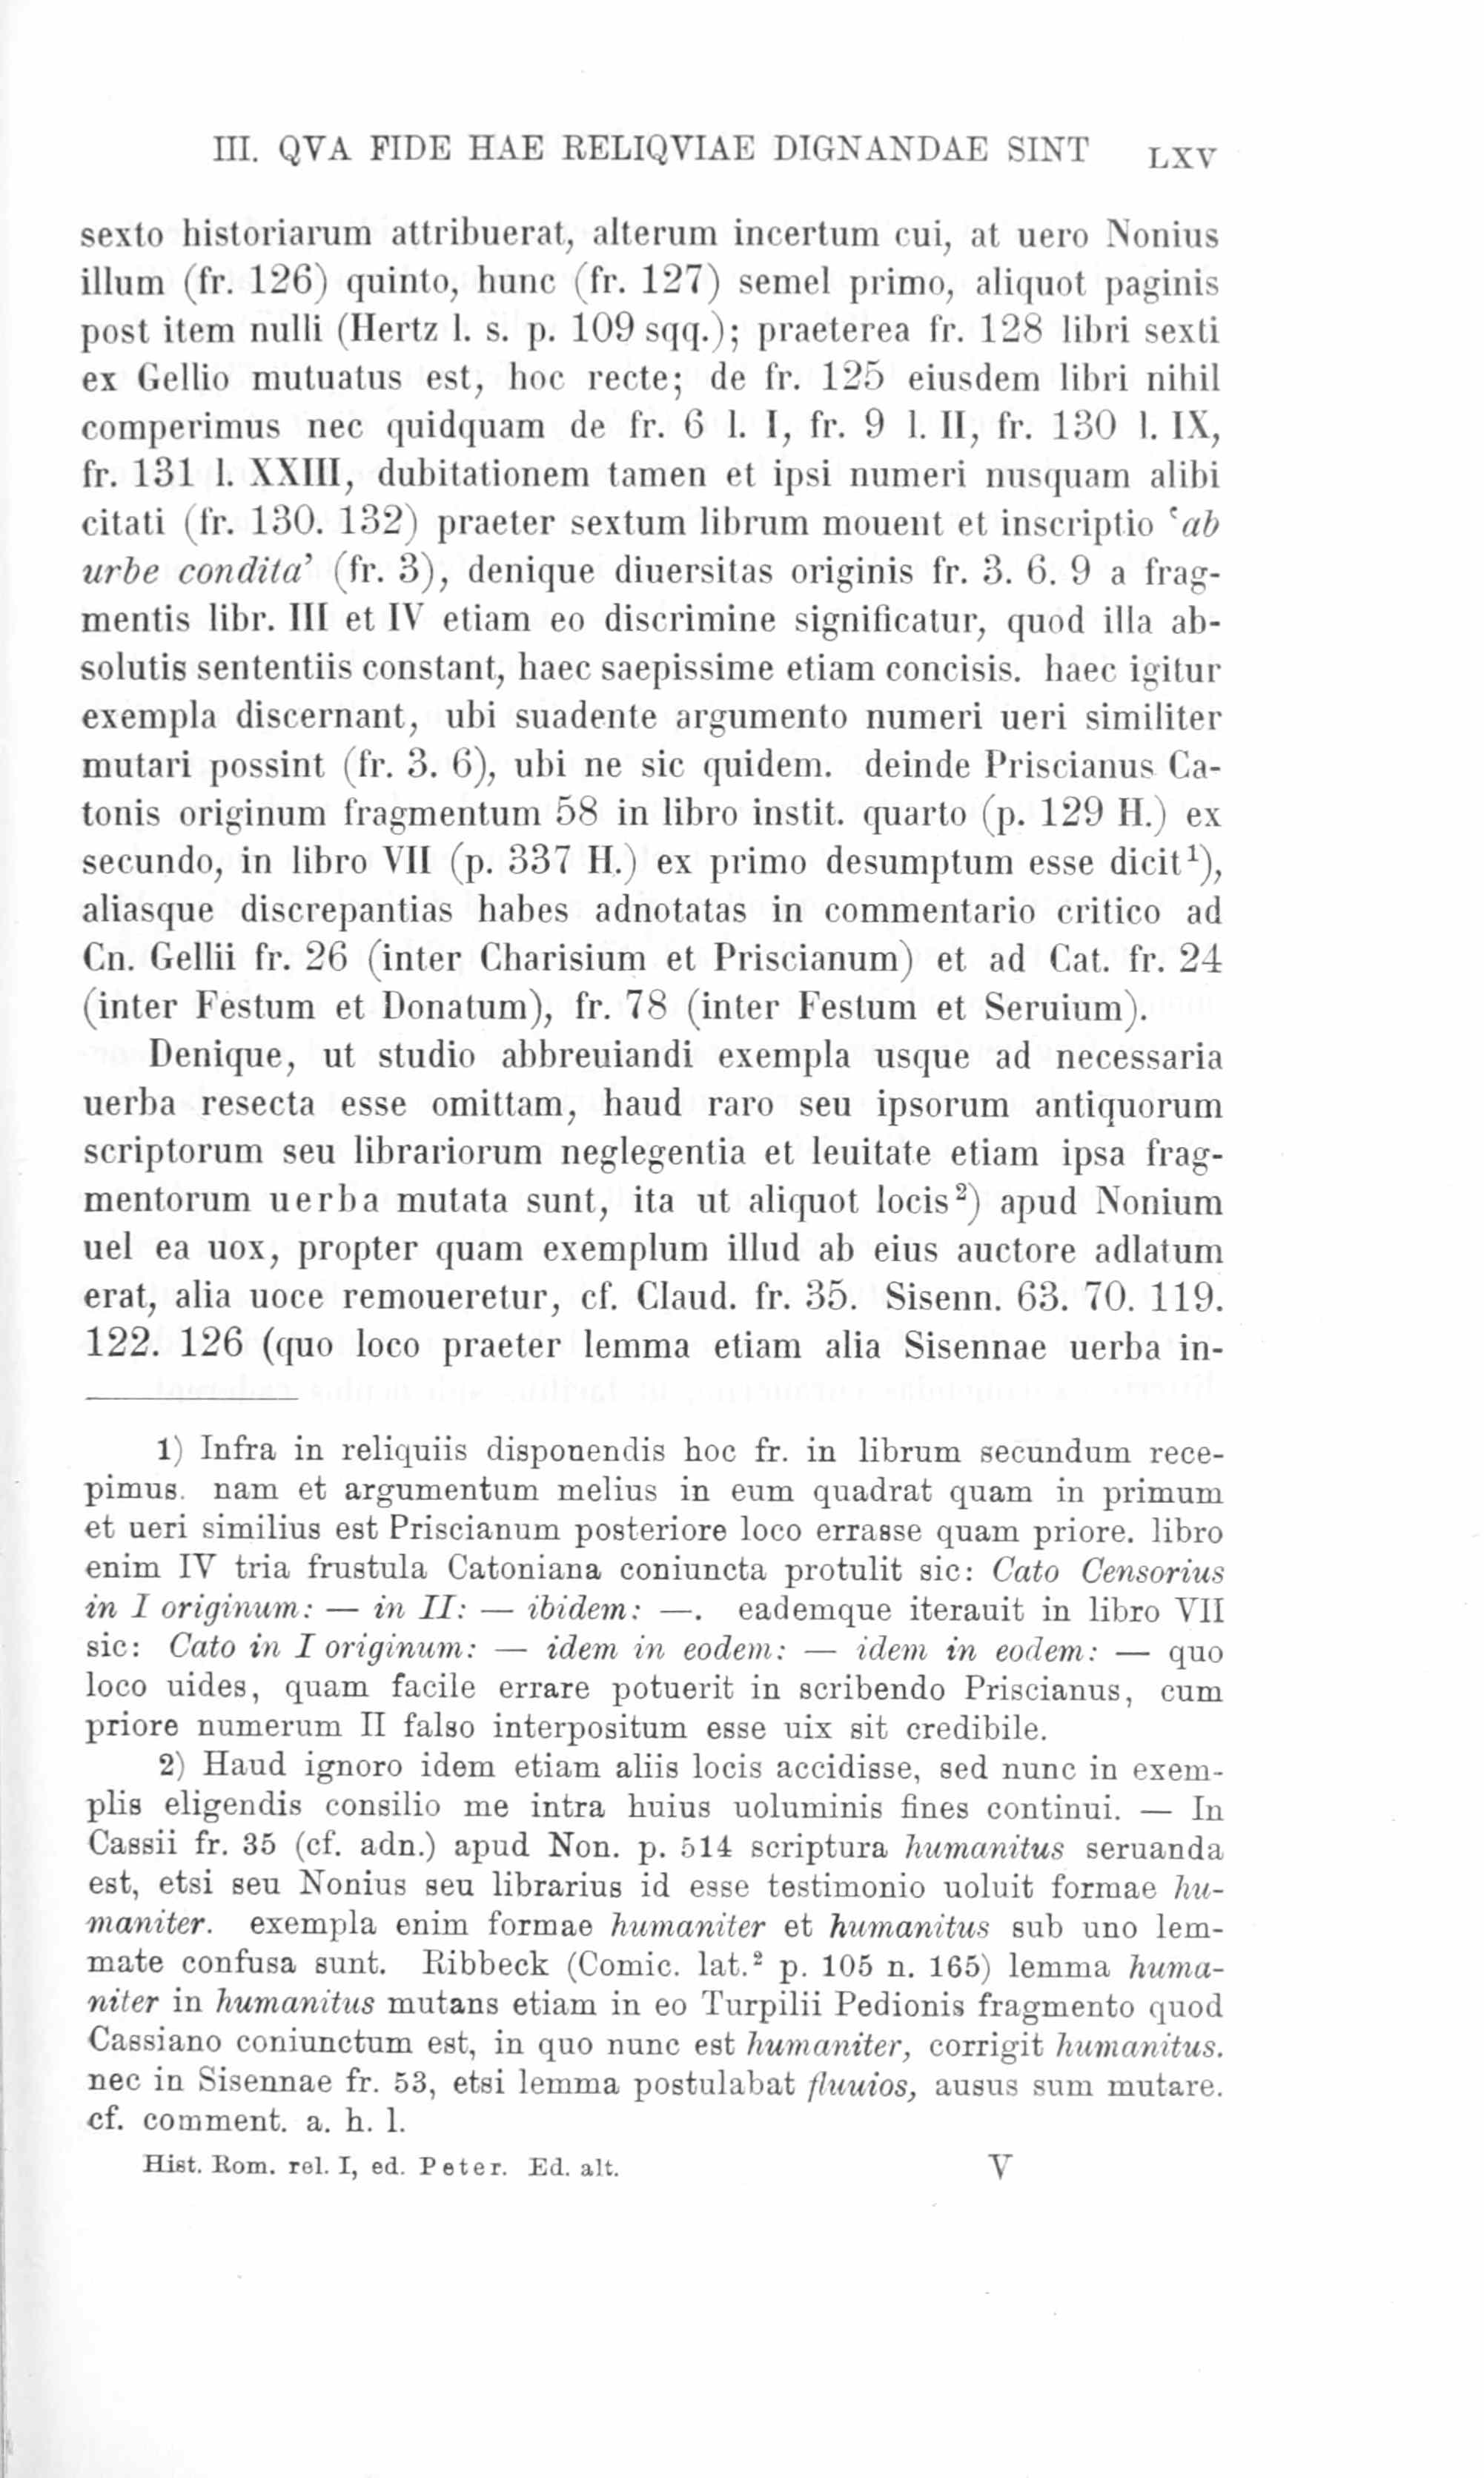 III. QVA FIDE HAE RELIQVIAE DIGNANDAE SINT LXV
sexto historiarum attribuerat, alterum incertum cui, at uero Nonius
illum (fr. 126) quinto, hunc (fr. 127) semel primo, aliquot paginis
post item nulli (Hertz l. s. p. 109 sqq.); praeterea fr. 128 libri sexti
ex Gellio mutuatus est, hoc recte; de fr. 125 eiusdem libri nihil
comperimus nec quidquam de fr. 6 l. I, fr. 9 l. II, fr. 130 l. IX,
fr. 131 l. XXIII, dubitationem tamen et ipsi numeri nusquam alibi
citati (fr. 130. 132) praeter sextum librum mouent et inscriptio ‘ab
urbe condita’ (fr. 3), denique diuersitas originis fr. 3. 6. 9 a frag-
mentis libr. III et IV etiam eo discrimine significatur, quod illa ab-
solutis sententiis constant, haec saepissime etiam concisis. haec igitur
exempla discernant, ubi suadente argumento numeri ueri similiter
mutari possint (fr. 3. 6), ubi ne sic quidem. deinde Priscianus Ca-
tonis originum fragmentum 58 in libro instit. quarto (p. 129 H.) ex
secundo, in libro VII (p. 337 H.) ex primo desumptum esse dicit¹),
aliasque discrepantias habes adnotatas in commentario critico ad
Cn. Gellii fr. 26 (inter Charisium et Priscianum) et ad Cat. fr. 24
(inter Festum et Donatum), fr. 78 (inter Festum et Seruium).
Denique, ut studio abbreuiandi exempla usque ad necessaria
uerba resecta esse omittam, haud raro seu ipsorum antiquorum
scriptorum seu librariorum neglegentia et leuitate etiam ipsa frag-
mentorum uerba mutata sunt, ita ut aliquot locis²) apud Nonium
uel ea uox, propter quam exemplum illud ab eius auctore adlatum
erat, alia uoce remoueretur, cf. Claud. fr. 35. Sisenn. 63. 70. 119.
122. 126 (quo loco praeter lemma etiam alia Sisennae uerba in-
1) Infra in reliquiis disponendis hoc fr. in librum secundum rece-
pimus. nam et argumentum melius in eum quadrat quam in primum
et ueri similius est Priscianum posteriore loco errasse quam priore. libro
enim IV tria frustula Catoniana coniuncta protulit sic: Cato Censorius
in I originum: — in II: — ibidem: —. eademque iterauit in libro VII
sic: Cato in I originum: — idem in eodem: — idem in eodem: — quo
loco uides, quam facile errare potuerit in scribendo Priscianus, cum
priore numerum II falso interpositum esse uix sit credibile.
2) Haud ignoro idem etiam aliis locis accidisse, sed nunc in exem-
plis eligendis consilio me intra huius uoluminis fines continui. — In
Cassii fr. 35 (cf. adn.) apud Non. p. 514 scriptura humanitus seruanda
est, etsi seu Nonius seu librarius id esse testimonio uoluit formae hu-
maniter. exempla enim formae humaniter et humanitus sub uno lem-
mate confusa sunt. Ribbeck (Comic. lat.² p. 105 n. 165) lemma huma-
niter in humanitus mutans etiam in eo Turpilii Pedionis fragmento quod
Cassiano coniunctum est, in quo nunc est humaniter, corrigit humanitus.
nec in Sisennae fr. 53, etsi lemma postulabat fluuios, ausus sum mutare.
cf. comment. a. h. l.
Hist. Rom. rel. I, ed. Peter. Ed. alt. V